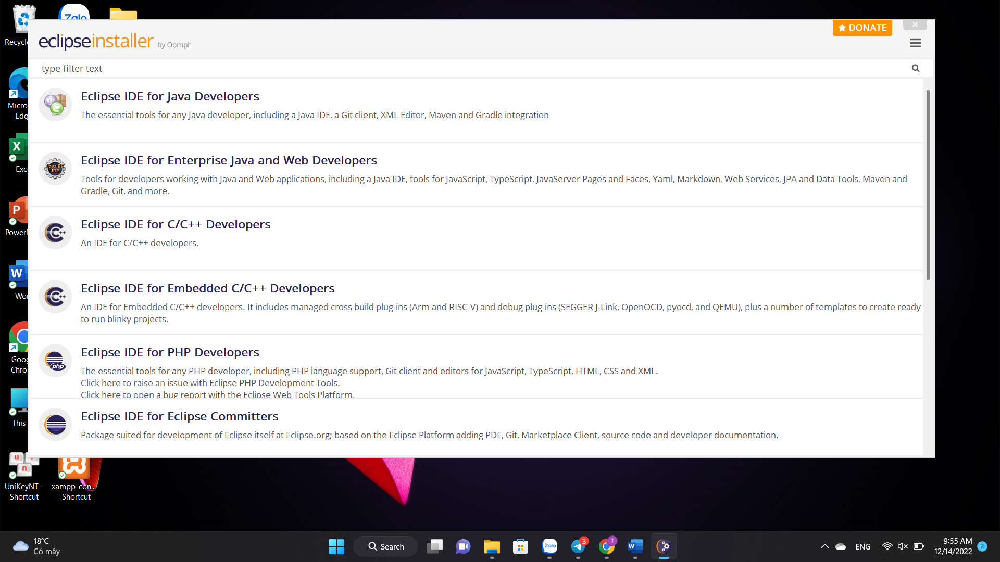 Zalo
Recycle
eclipseinstaller by Oomph
DONATE
type filter text
Eclipse IDE for Java Developers
The essential tools for any Java developer, including a Java IDE, a Git client, XML Editor, Maven and Gradle integration
Micro
Edg
Java EE
IDE
Eclipse IDE for Enterprise Java and Web Developers
Tools for developers working with Java and Web applications, including a Java IDE, tools for JavaScript, TypeScript, JavaServer Pages and Faces, Yaml, Markdown, Web Services, JPA and Data Tools, Maven and
Gradle, Git, and more.
X
Exc
P
PowerP
C++
Eclipse IDE for C/C++ Developers
An IDE for C/C++ developers.
W
Wor
C++
Eclipse IDE for Embedded C/C++ Developers
An IDE for Embedded C/C++ developers. It includes managed cross build plug-ins (Arm and RISC-V) and debug plug-ins (SEGGER J-Link, OpenOCD, pyocd, and QEMU), plus a number of templates to create ready
to run blinky projects.
Goog
Chro
php
Eclipse IDE for PHP Developers
The essential tools for any PHP developer, including PHP language support, Git client and editors for JavaScript, TypeScript, HTML, CSS and XML.
Click here to raise an issue with Eclipse PHP Development Tools.
Click here to open a bug report with the Eclipse Web Tools Platform.
This
Eclipse IDE for Eclipse Committers
Package suited for development of Eclipse itself at Eclipse.org; based on the Eclipse Platform adding PDE, Git, Marketplace Client, source code and developer documentation.
u
n
UniKeyNT -
Shortcut
xampp-con...
- Shortcut
18°C
Có mây
Search
Zalo
3
T
W
ENG
9:55 AM
12/14/2022
2